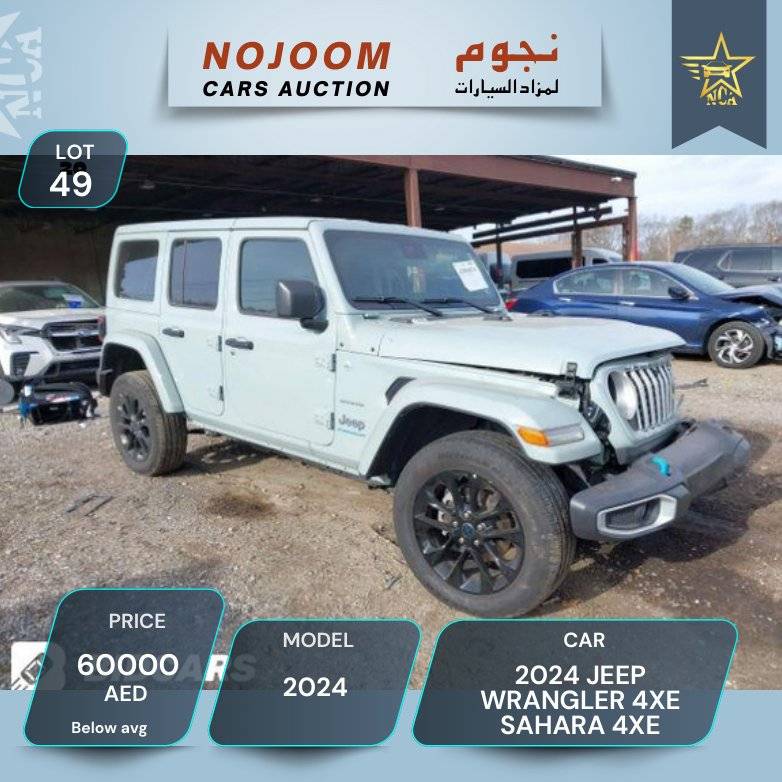 NOJOOM
CARS AUCTION
نجوم
لمزاد السيارات
NCA
NCA
LOT
49
Jeep
PRICE
60000
AED
Below avg
MODEL
2024
CAR
2024 JEEP
WRANGLER 4XE
SAHARA 4XE